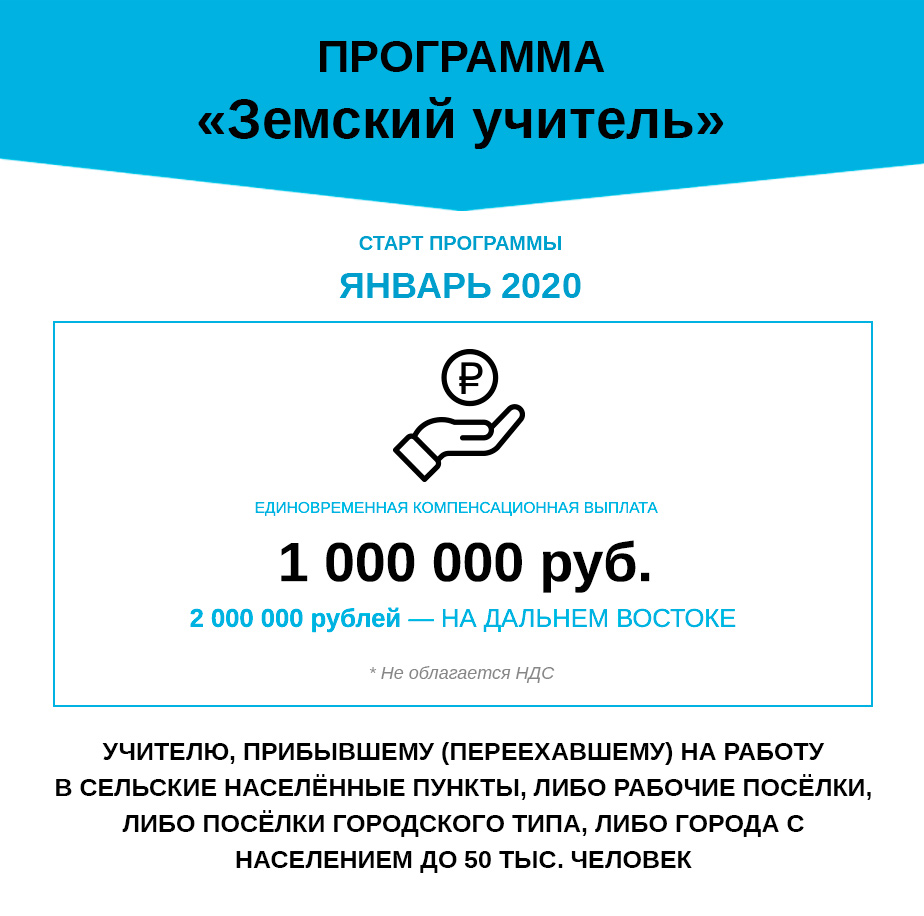 ПРОГРАММА
«Земский учитель»
СТАРТ ПРОГРАММЫ
ЯНВАРЬ 2020
₽
ЕДИНОВРЕМЕННАЯ КОМПЕНСАЦИОННАЯ ВЫПЛАТА
1 000 000 руб.
2 000 000 рублей — НА ДАЛЬНЕМ ВОСТОКЕ
* Не облагается НДС
УЧИТЕЛЮ, ПРИБЫВШЕМУ (ПЕРЕЕХАВШЕМУ) НА РАБОТУ
В СЕЛЬСКИЕ НАСЕЛЁННЫЕ ПУНКТЫ, ЛИБО РАБОЧИЕ ПОСЁЛКИ,
ЛИБО ПОСЁЛКИ ГОРОДСКОГО ТИПА, ЛИБО ГОРОДА С
НАСЕЛЕНИЕМ ДО 50 ТЫС. ЧЕЛОВЕК